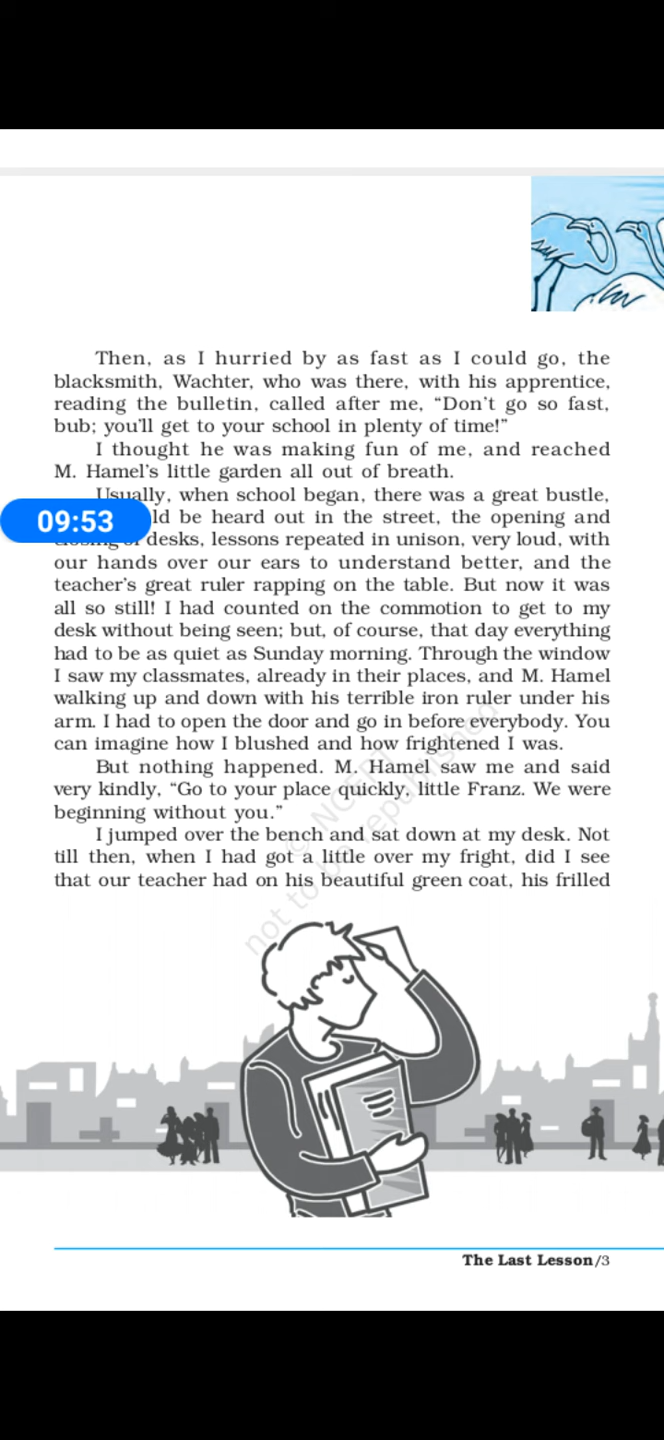 Then, as I hurried by as fast as I could go, the
blacksmith, Wachter, who was there, with his apprentice,
reading the bulletin, called after me, “Don’t go so fast,
bub; you’ll get to your school in plenty of time!”
I thought he was making fun of me, and reached
M. Hamel’s little garden all out of breath.
Usually, when school began, there was a great bustle,
09:53
be heard out in the street, the opening and
desks, lessons repeated in unison, very loud, with
our hands over our ears to understand better, and the
teacher’s great ruler rapping on the table. But now it was
all so still! I had counted on the commotion to get to my
desk without being seen; but, of course, that day everything
had to be as quiet as Sunday morning. Through the window
I saw my classmates, already in their places, and M. Hamel
walking up and down with his terrible iron ruler under his
arm. I had to open the door and go in before everybody. You
can imagine how I blushed and how frightened I was.
But nothing happened. M. Hamel saw me and said
very kindly, “Go to your place quickly, little Franz. We were
beginning without you.”
I jumped over the bench and sat down at my desk. Not
till then, when I had got a little over my fright, did I see
that our teacher had on his beautiful green coat, his frilled
© NCERT
not to be republished
The Last Lesson/3